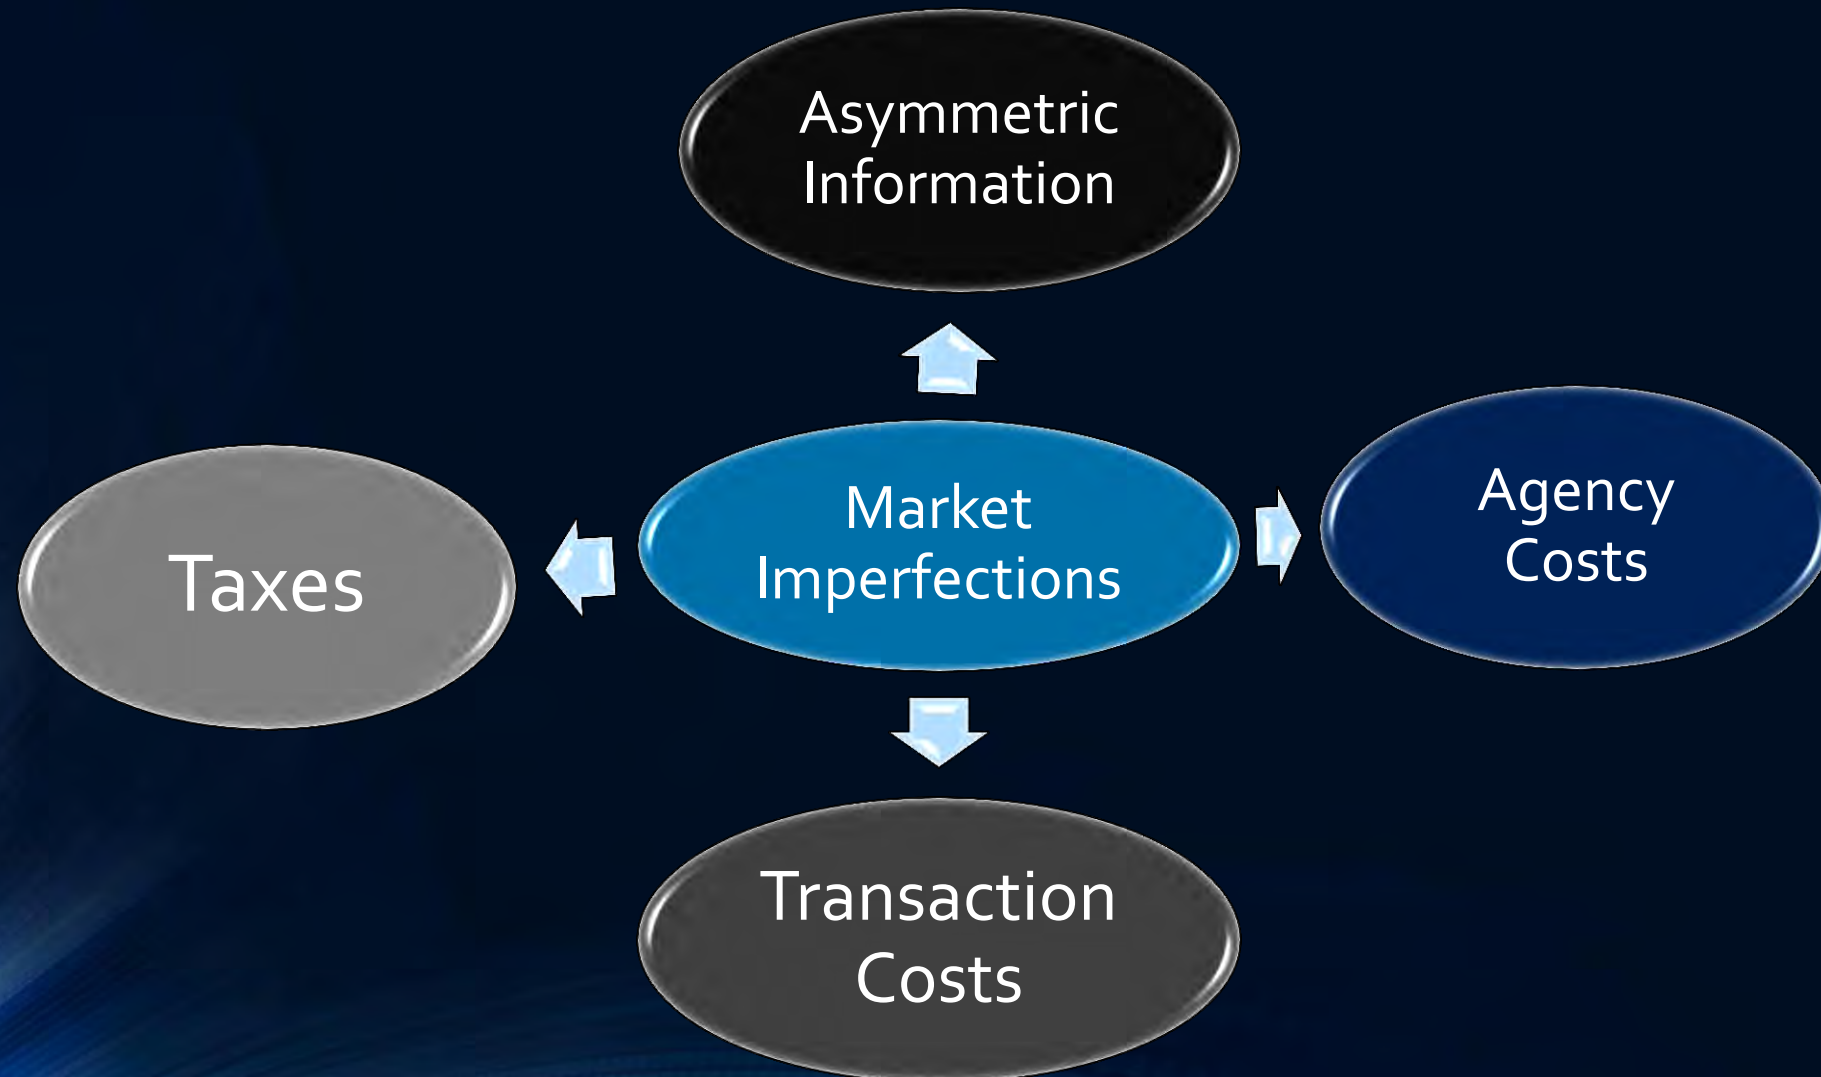 Asymmetric
Information
Market
Imperfections
Agency
Costs
Taxes
Transaction
Costs